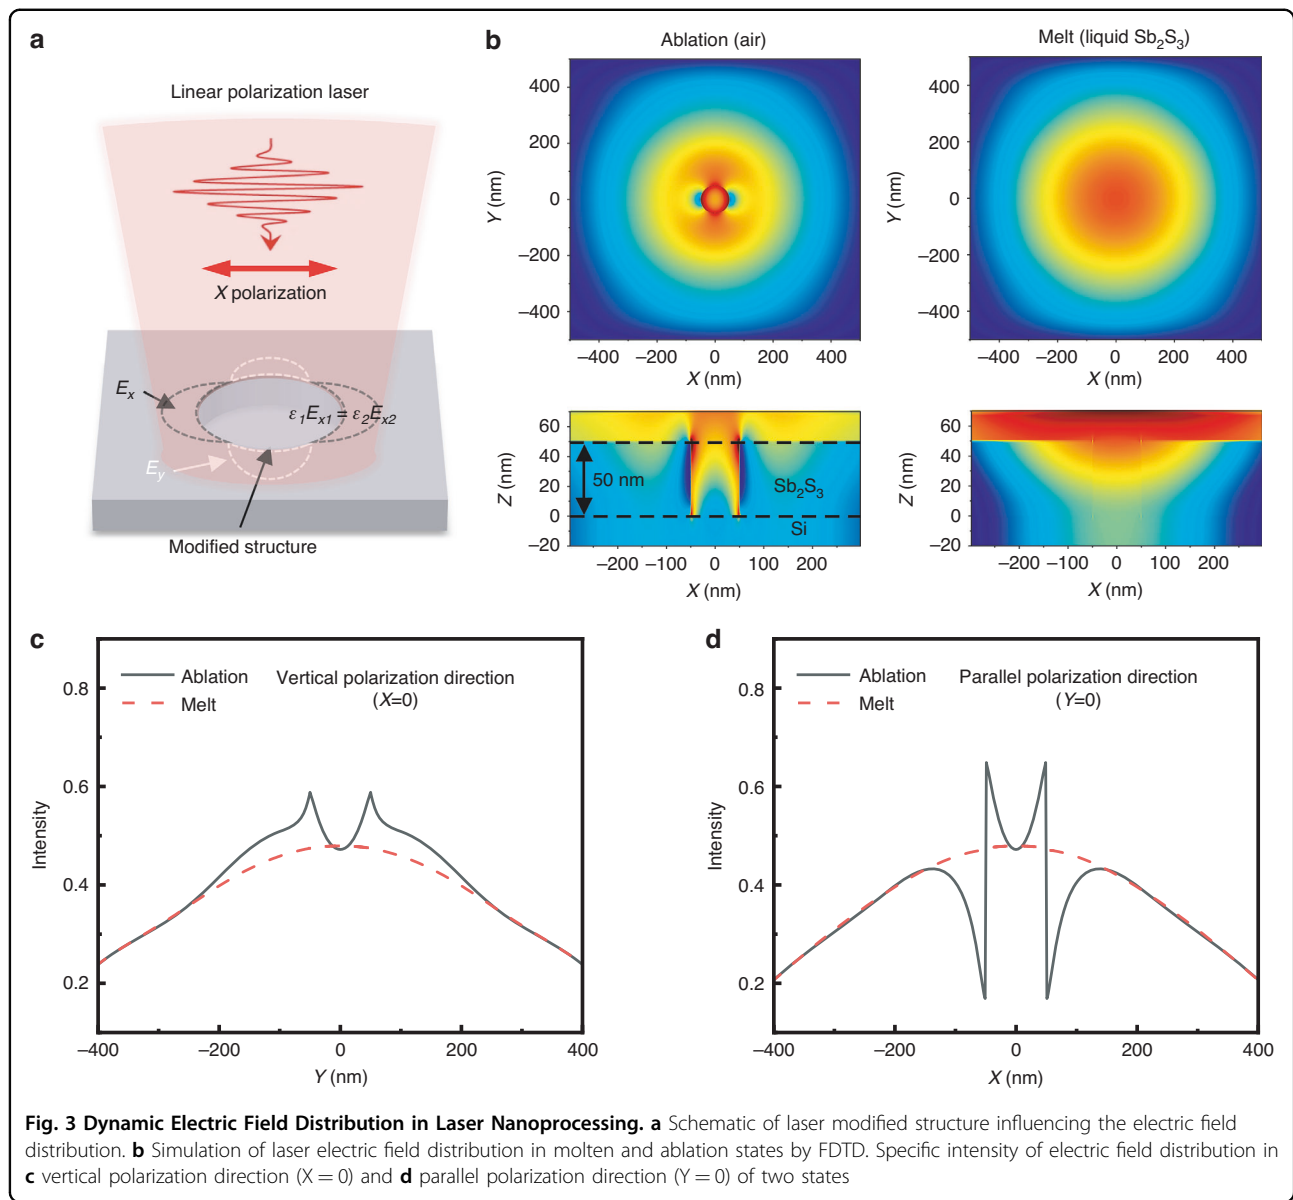 a
Linear polarization laser
X polarization
Eₓ
ε₁Eₓ₁ = ε₂Eₓ₂
E_y
Modified structure
b
Ablation (air)
400
200
0
−200
−400
Y (nm)
−400 −200 0 200 400
X (nm)
60
40
20
0
−20
Z (nm)
50 nm
Sb₂S₃
Si
−200 −100 0 100 200
X (nm)
Melt (liquid Sb₂S₃)
400
200
0
−200
−400
Y (nm)
−400 −200 0 200 400
X (nm)
60
40
20
0
−20
Z (nm)
−200 −100 0 100 200
X (nm)
c
Ablation
Melt
Vertical polarization direction
(X=0)
0.8
0.6
0.4
0.2
Intensity
−400 −200 0 200 400
Y (nm)
d
Ablation
Melt
Parallel polarization direction
(Y=0)
0.8
0.6
0.4
0.2
Intensity
−400 −200 0 200 400
X (nm)
Fig. 3 Dynamic Electric Field Distribution in Laser Nanoprocessing. a Schematic of laser modified structure influencing the electric field
distribution. b Simulation of laser electric field distribution in molten and ablation states by FDTD. Specific intensity of electric field distribution in
c vertical polarization direction (X = 0) and d parallel polarization direction (Y = 0) of two states